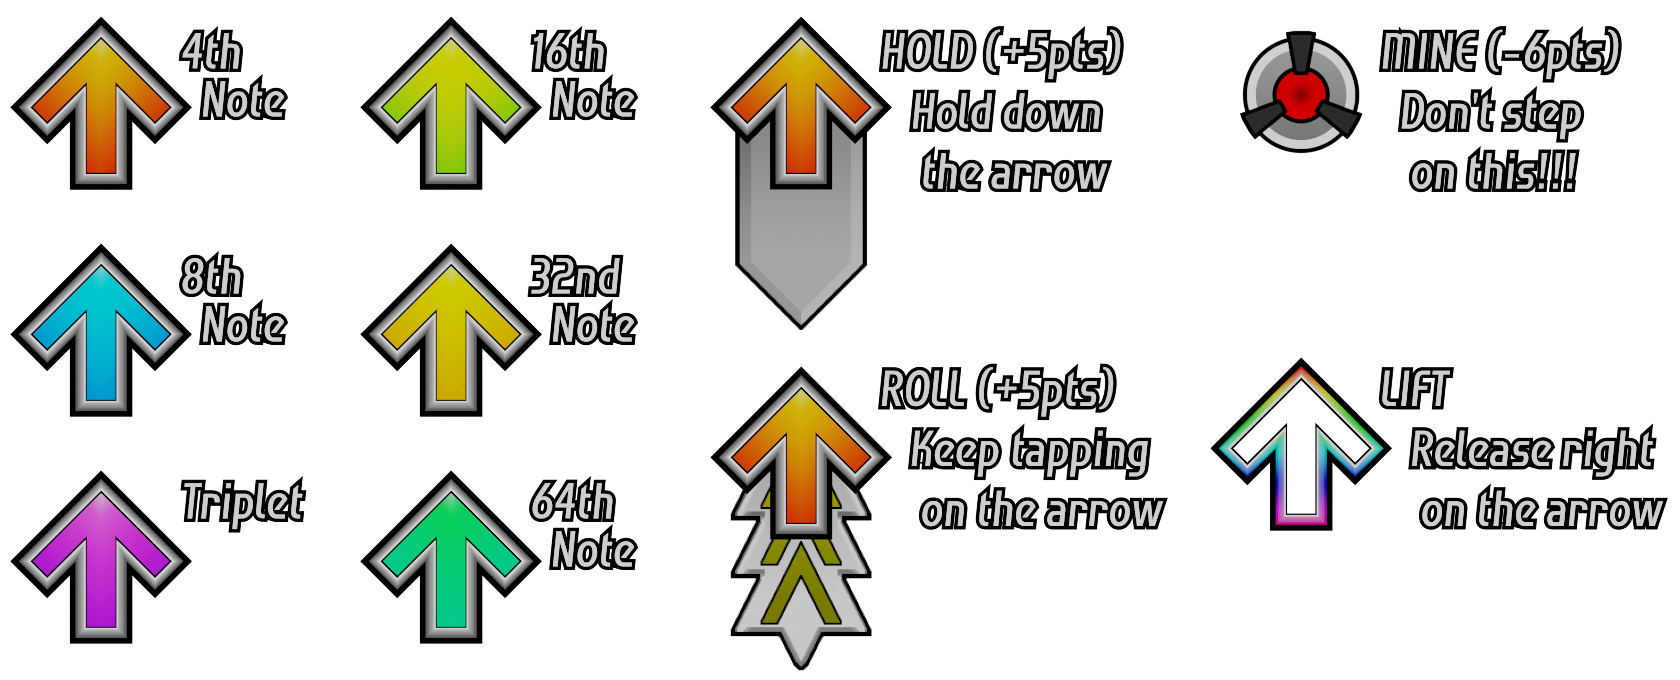 4th
Note
8th
Note
Triplet
16th
Note
32nd
Note
64th
Note
HOLD (+5pts)
Hold down
the arrow
ROLL (+5pts)
Keep tapping
on the arrow
MINE (-6pts)
Don't step
on this!!!
LIFT
Release right
on the arrow